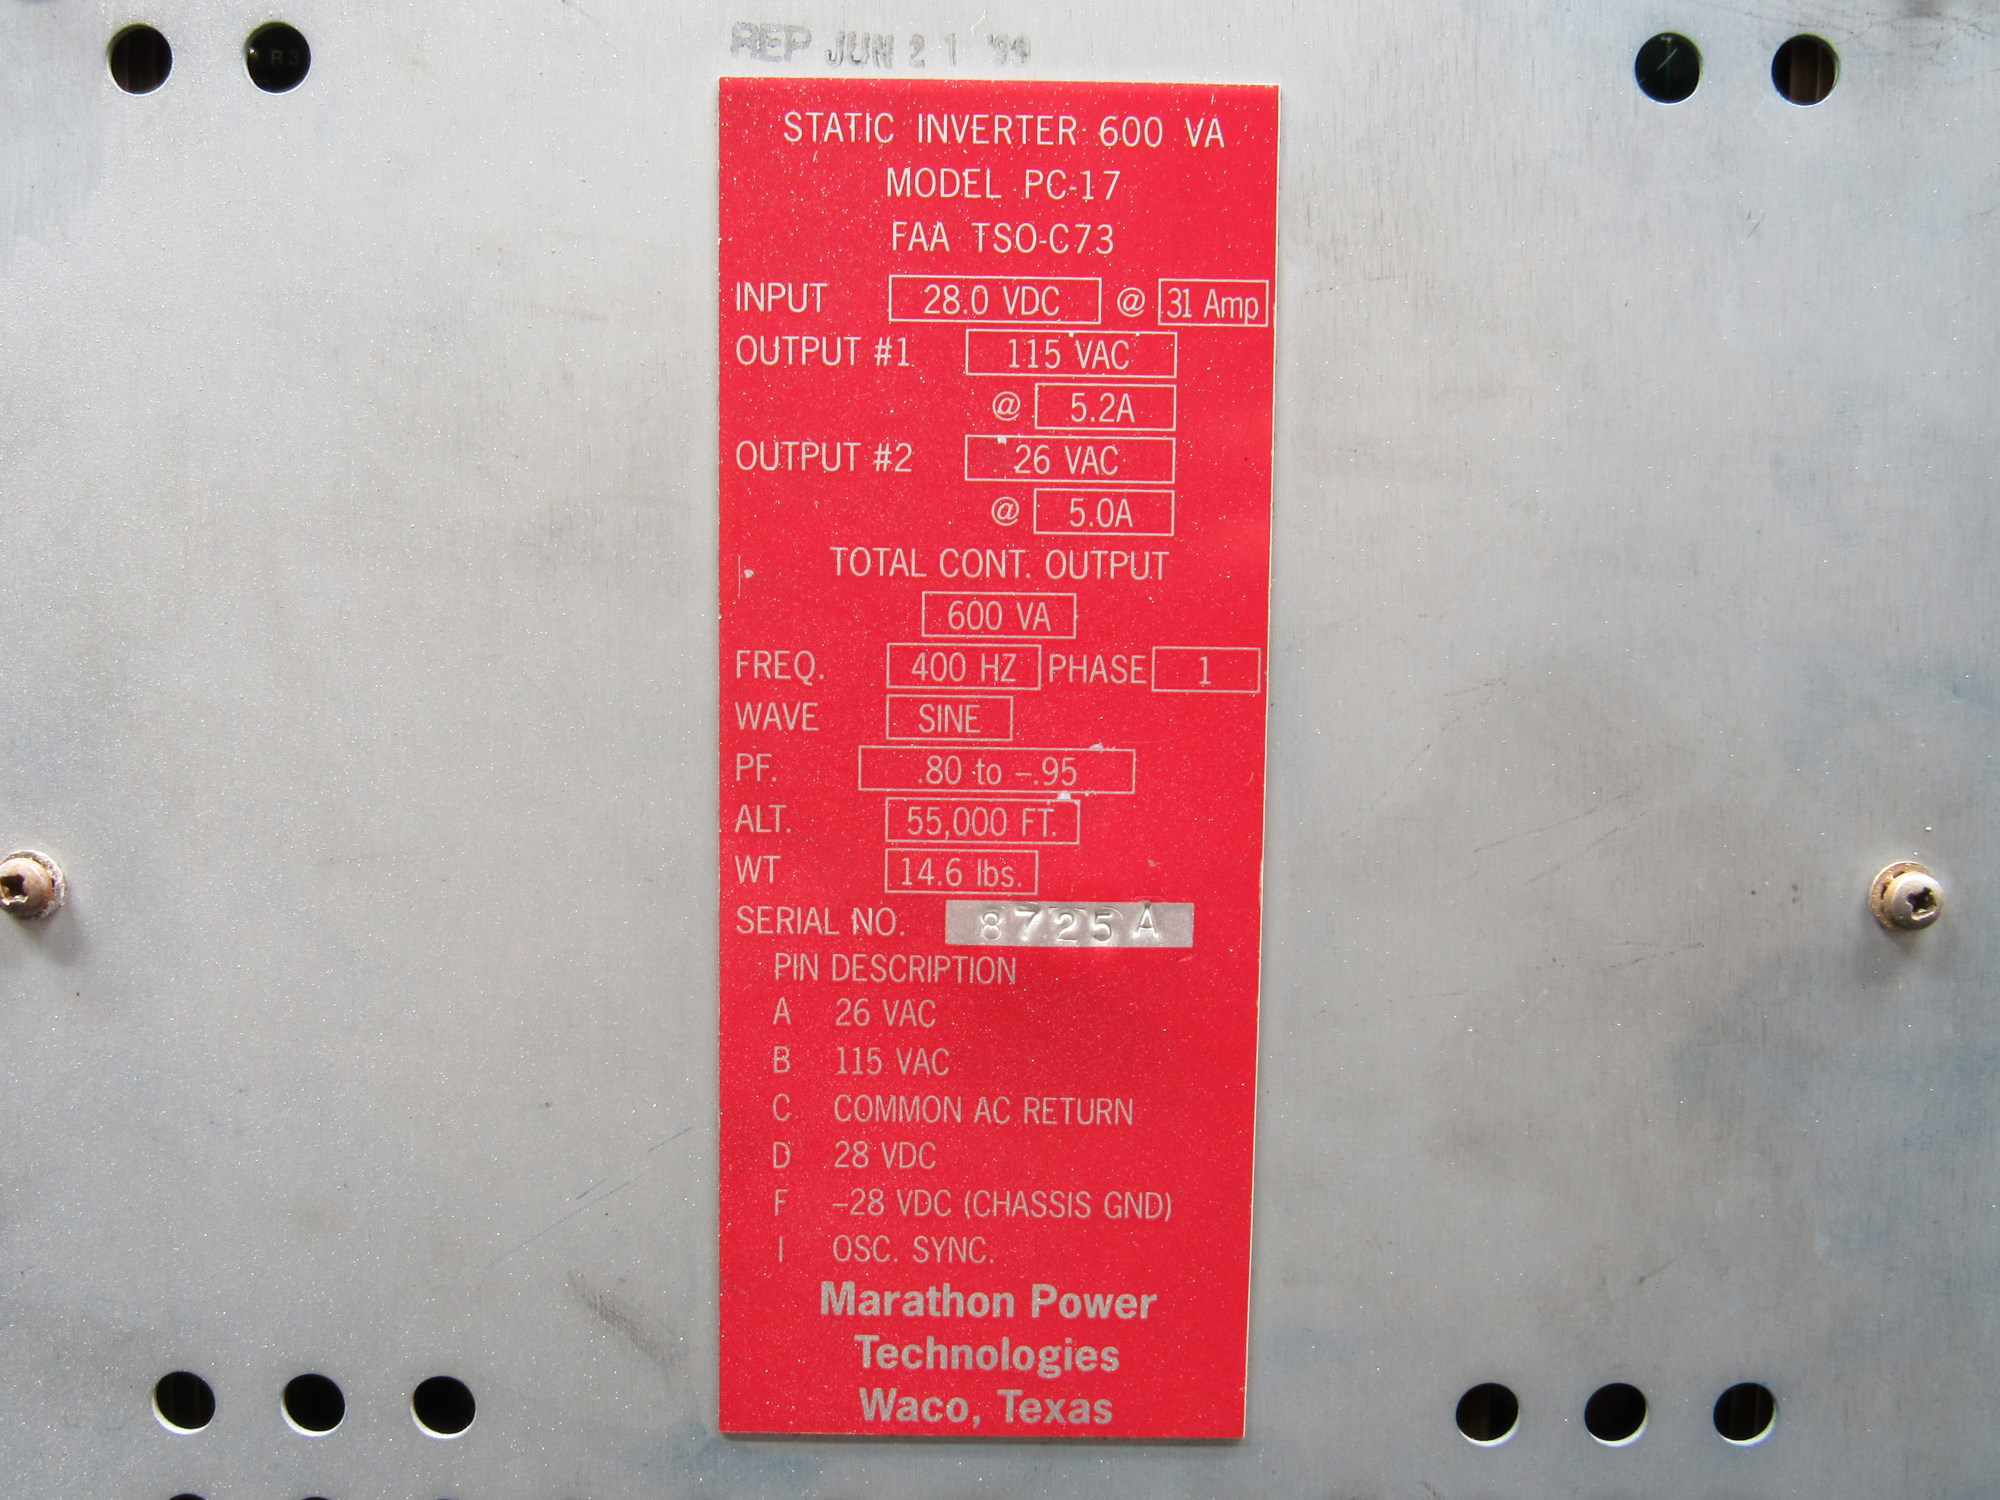 REP JUN 21 '99
STATIC INVERTER 600 VA
MODEL PC-17
FAA TSO-C73
INPUT 28.0 VDC @ 31 Amp
OUTPUT #1 115 VAC
@ 5.2A
OUTPUT #2 26 VAC
@ 5.0A
TOTAL CONT. OUTPUT
600 VA
FREQ. 400 HZ PHASE 1
WAVE SINE
PF. .80 to –.95
ALT. 55,000 FT.
WT 14.6 lbs.
SERIAL NO. 8725A
PIN DESCRIPTION
A 26 VAC
B 115 VAC
C COMMON AC RETURN
D 28 VDC
F –28 VDC (CHASSIS GND)
I OSC. SYNC.
Marathon Power
Technologies
Waco, Texas